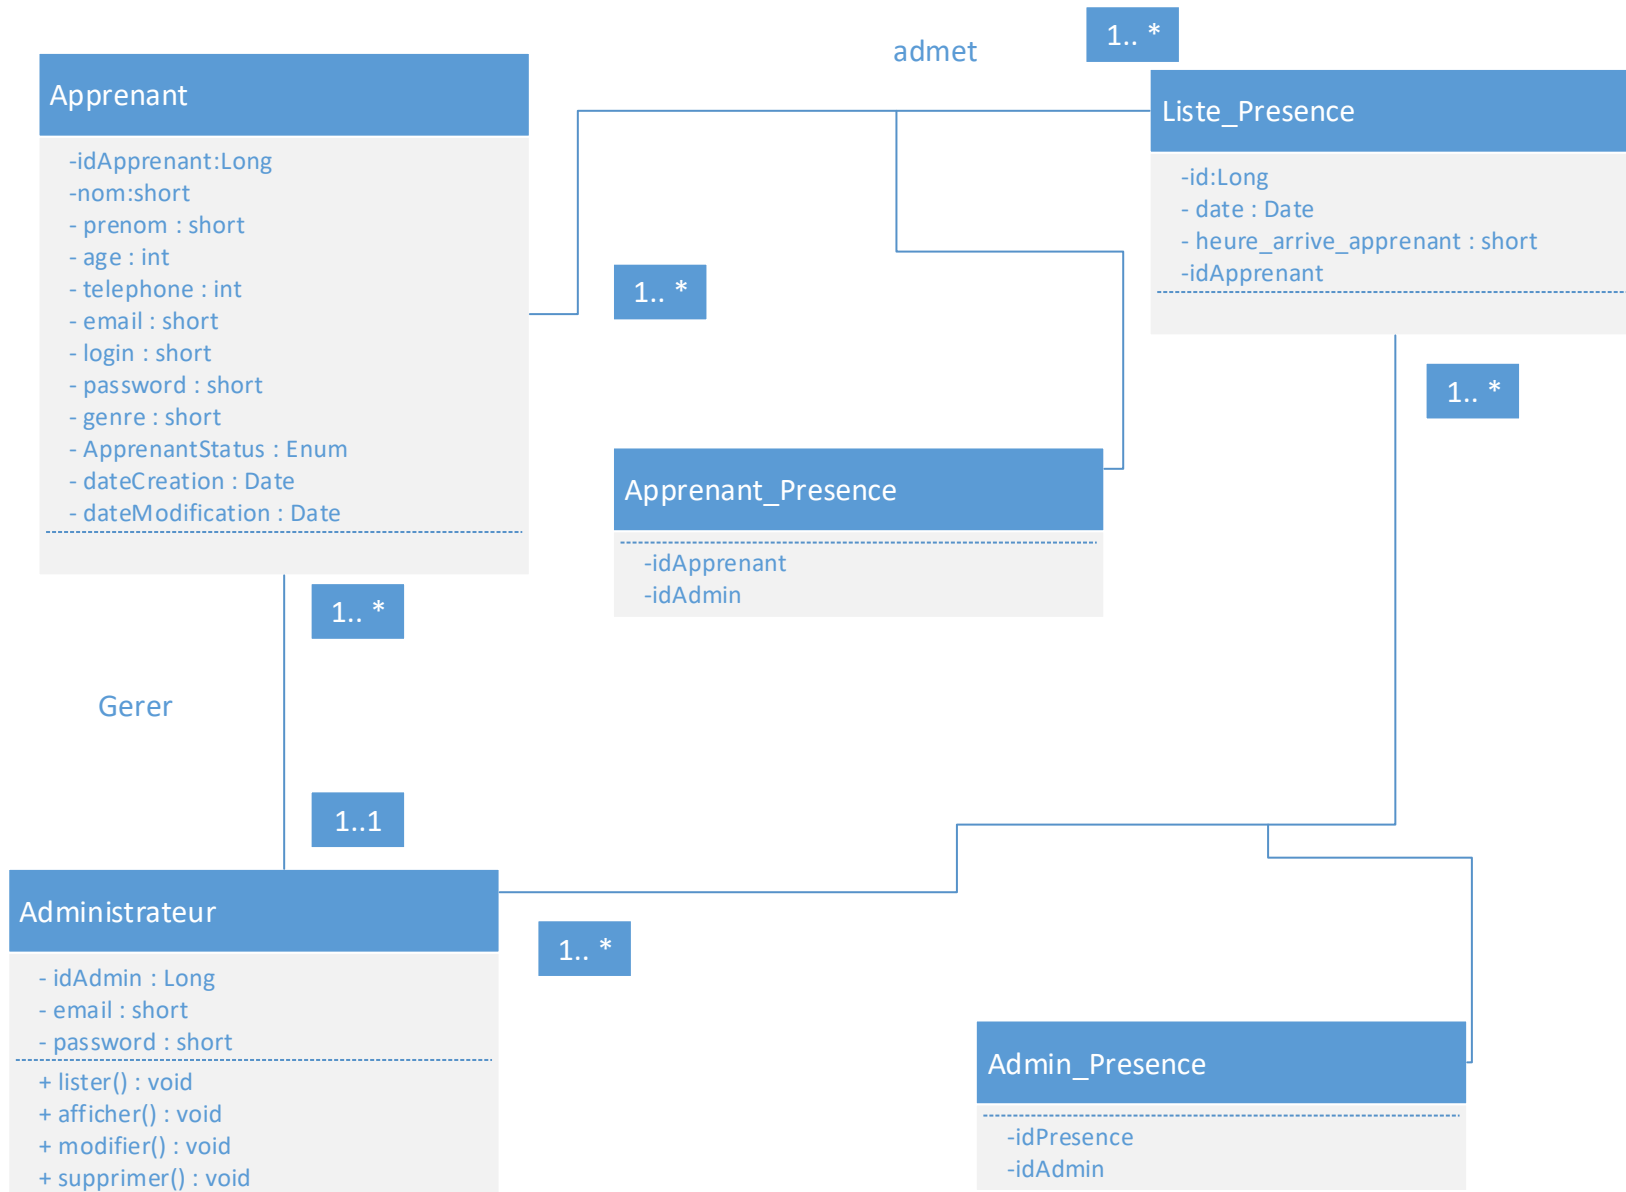 admet
1.. *
Apprenant
-idApprenant:Long
-nom:short
- prenom : short
- age : int
- telephone : int
- email : short
- login : short
- password : short
- genre : short
- ApprenantStatus : Enum
- dateCreation : Date
- dateModification : Date
Liste_Presence
-id:Long
- date : Date
- heure_arrive_apprenant : short
-idApprenant
1.. *
1.. *
Apprenant_Presence
-idApprenant
-idAdmin
1.. *
Gerer
1..1
Administrateur
- idAdmin : Long
- email : short
- password : short
+ lister() : void
+ afficher() : void
+ modifier() : void
+ supprimer() : void
1.. *
Admin_Presence
-idPresence
-idAdmin